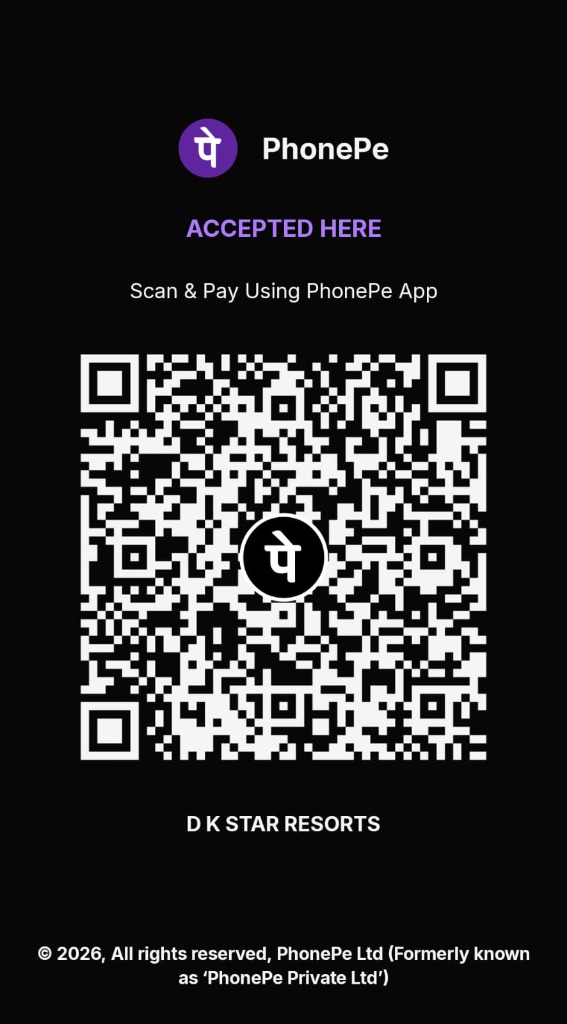 पे PhonePe
ACCEPTED HERE
Scan & Pay Using PhonePe App
पे
D K STAR RESORTS
© 2026, All rights reserved, PhonePe Ltd (Formerly known
as ‘PhonePe Private Ltd’)